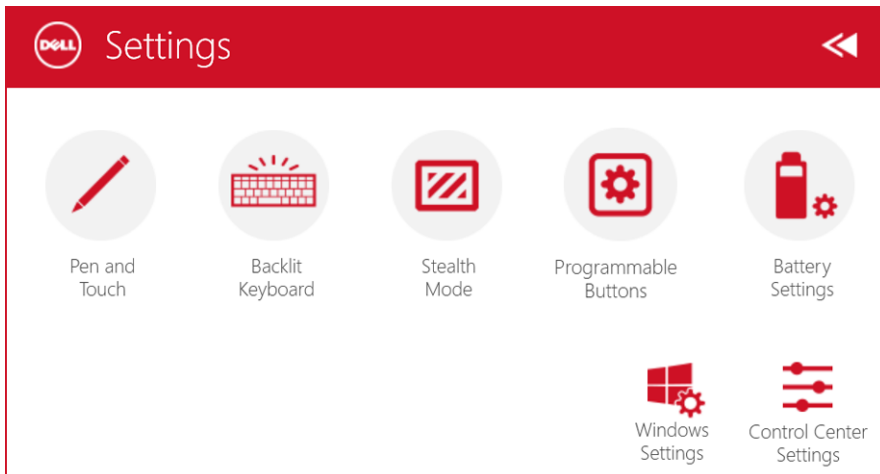 DELL Settings
Pen and
Touch
Backlit
Keyboard
Stealth
Mode
Programmable
Buttons
Battery
Settings
Windows
Settings
Control Center
Settings